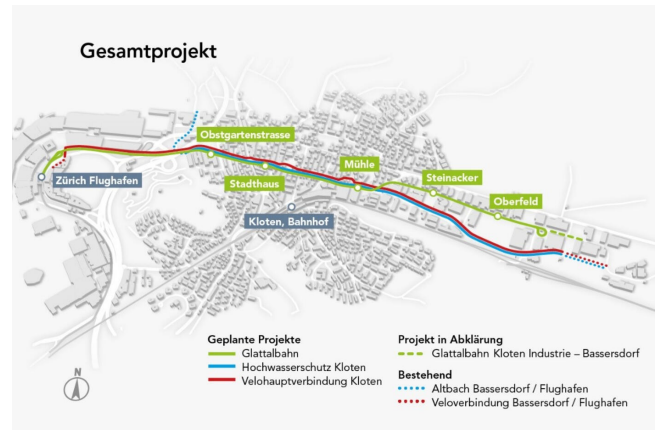 Gesamtprojekt
Obstgartenstrasse
Mühle
Zürich Flughafen
Stadthaus
Steinacker
Oberfeld
Kloten, Bahnhof
Geplante Projekte
Glattalbahn
Hochwasserschutz Kloten
Velohauptverbindung Kloten
Projekt in Abklärung
Glattalbahn Kloten Industrie – Bassersdorf
Bestehend
Altbach Bassersdorf / Flughafen
Veloverbindung Bassersdorf / Flughafen
N